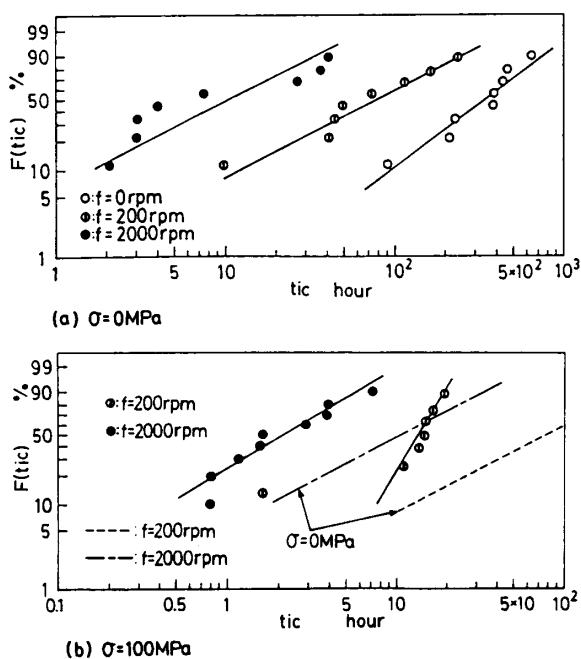 99
90
50
10
5
1
%
F(tic)
○:f=0rpm
⦶:f=200rpm
●:f=2000rpm
1 5 10 10² 5×10² 10³
tic hour
(a) σ=0MPa
99
90
50
10
5
1
%
F(tic)
⦶:f=200rpm
●:f=2000rpm
-----:f=200rpm
—-—:f=2000rpm
σ=0MPa
0.1 0.5 1 5 10 5×10 10²
tic hour
(b) σ=100MPa